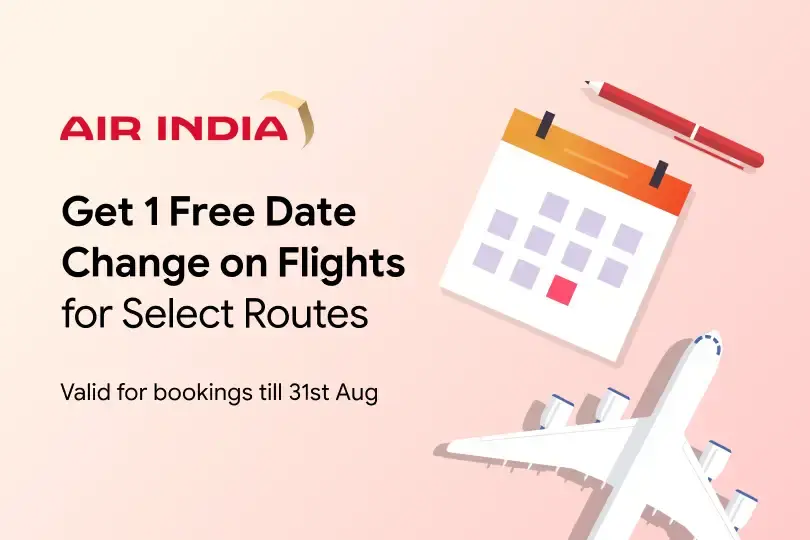 AIR INDIA
Get 1 Free Date
Change on Flights
for Select Routes
Valid for bookings till 31st Aug